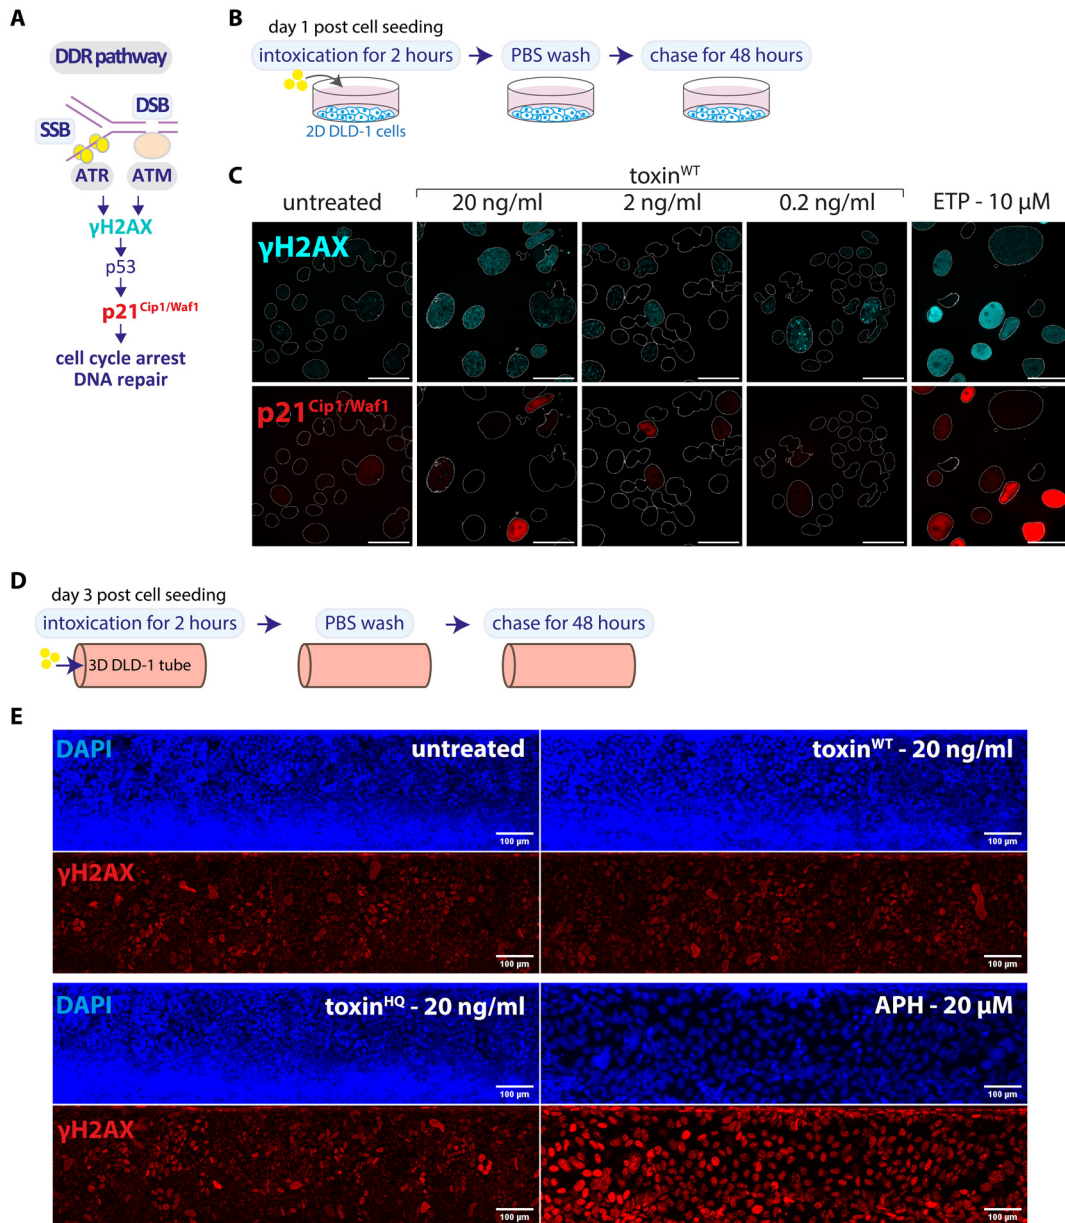 A
DDR pathway
DSB
SSB
ATR
ATM
γH2AX
p53
p21Cip1/Waf1
cell cycle arrest
DNA repair
B
day 1 post cell seeding
intoxication for 2 hours
PBS wash
chase for 48 hours
2D DLD-1 cells
C
toxinWT
untreated
20 ng/ml
2 ng/ml
0.2 ng/ml
ETP - 10 μM
γH2AX
p21Cip1/Waf1
D
day 3 post cell seeding
intoxication for 2 hours
PBS wash
chase for 48 hours
3D DLD-1 tube
E
DAPI
untreated
100 μm
toxinWT - 20 ng/ml
100 μm
γH2AX
100 μm
100 μm
DAPI
toxinHQ - 20 ng/ml
100 μm
APH - 20 μM
100 μm
γH2AX
100 μm
100 μm